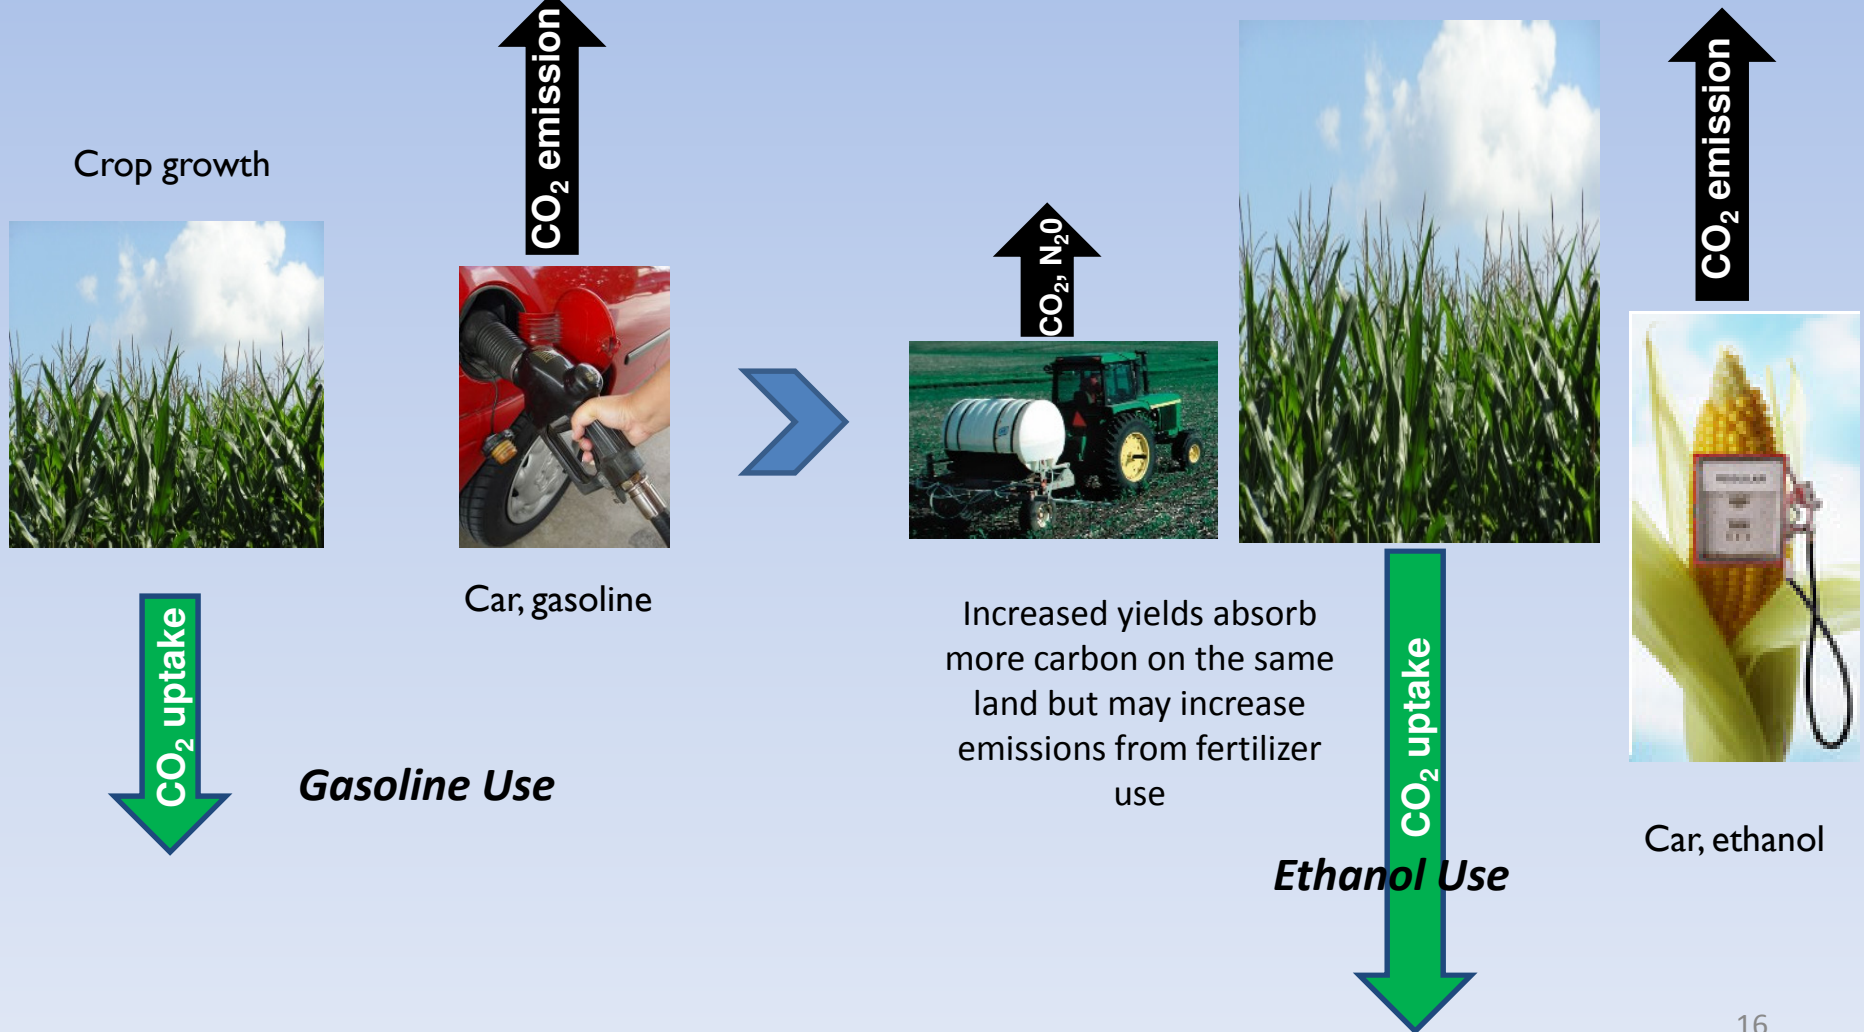 Crop growth
CO₂ emission
CO₂ uptake
Car, gasoline
Gasoline Use
CO₂, N₂0
Increased yields absorb
more carbon on the same
land but may increase
emissions from fertilizer
use
CO₂ uptake
Ethanol Use
CO₂ emission
Car, ethanol
16